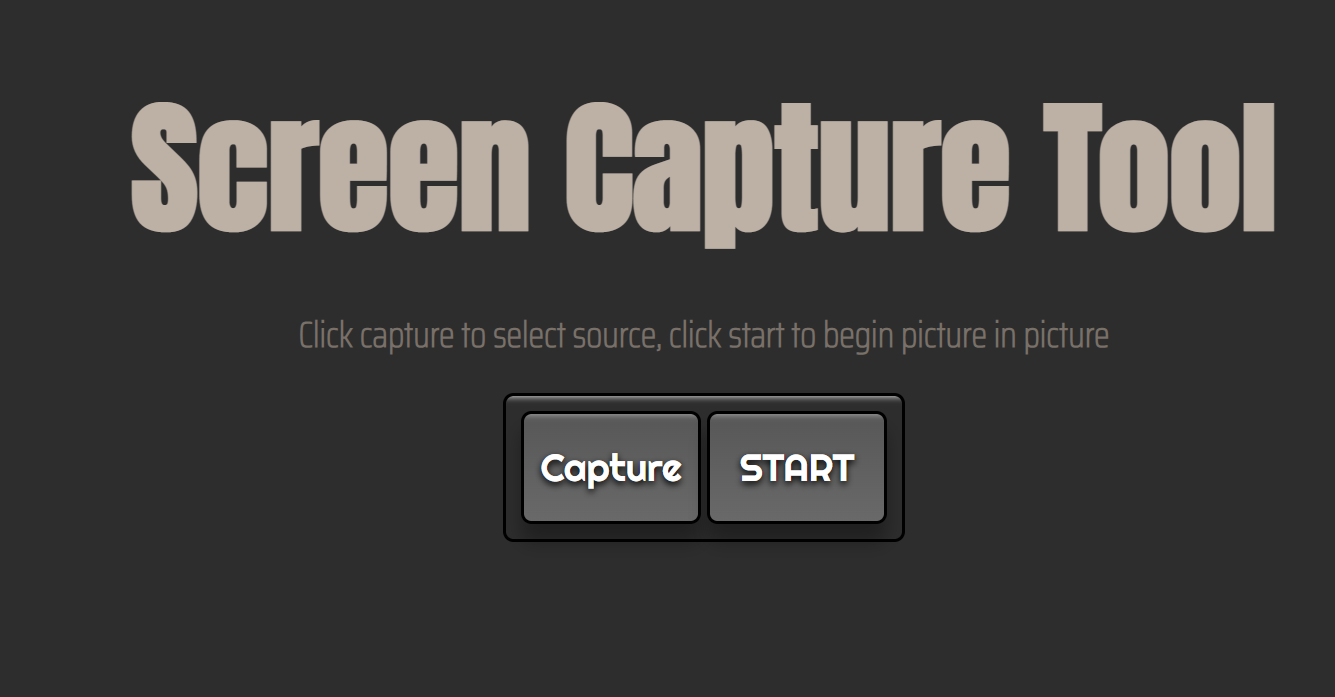 Screen Capture Tool
Click capture to select source, click start to begin picture in picture
Capture START